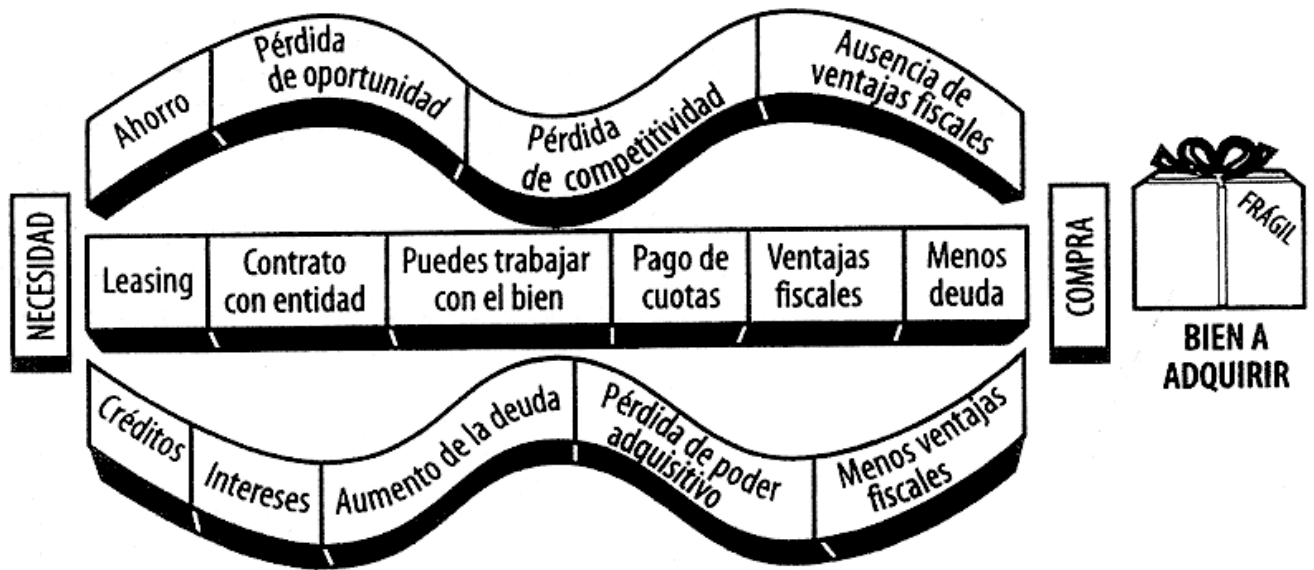 NECESIDAD
Ahorro
Pérdida
de oportunidad
Pérdida
de competitividad
Ausencia de
ventajas fiscales
Leasing
Contrato
con entidad
Puedes trabajar
con el bien
Pago de
cuotas
Ventajas
fiscales
Menos
deuda
Créditos
Intereses
Aumento de la deuda
Pérdida de poder
adquisitivo
Menos ventajas
fiscales
COMPRA
FRÁGIL
BIEN A
ADQUIRIR